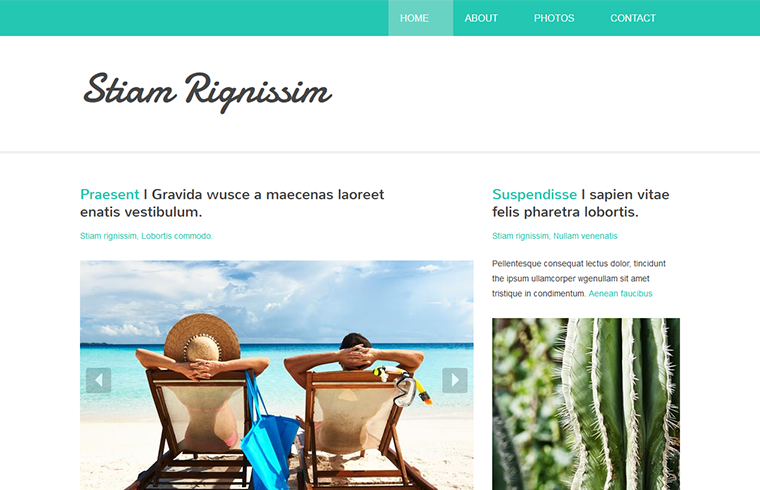 HOME ABOUT PHOTOS CONTACT
Stiam Rignissim
Praesent I Gravida wusce a maecenas laoreet
enatis vestibulum.
Stiam rignissim, Lobortis commodo.
Suspendisse I sapien vitae
felis pharetra lobortis.
Stiam rignissim, Nullam venenatis
Pellentesque consequat lectus dolor, tincidunt
the ipsum ullamcorper wgenullam sit amet
tristique in condimentum. Aenean faucibus